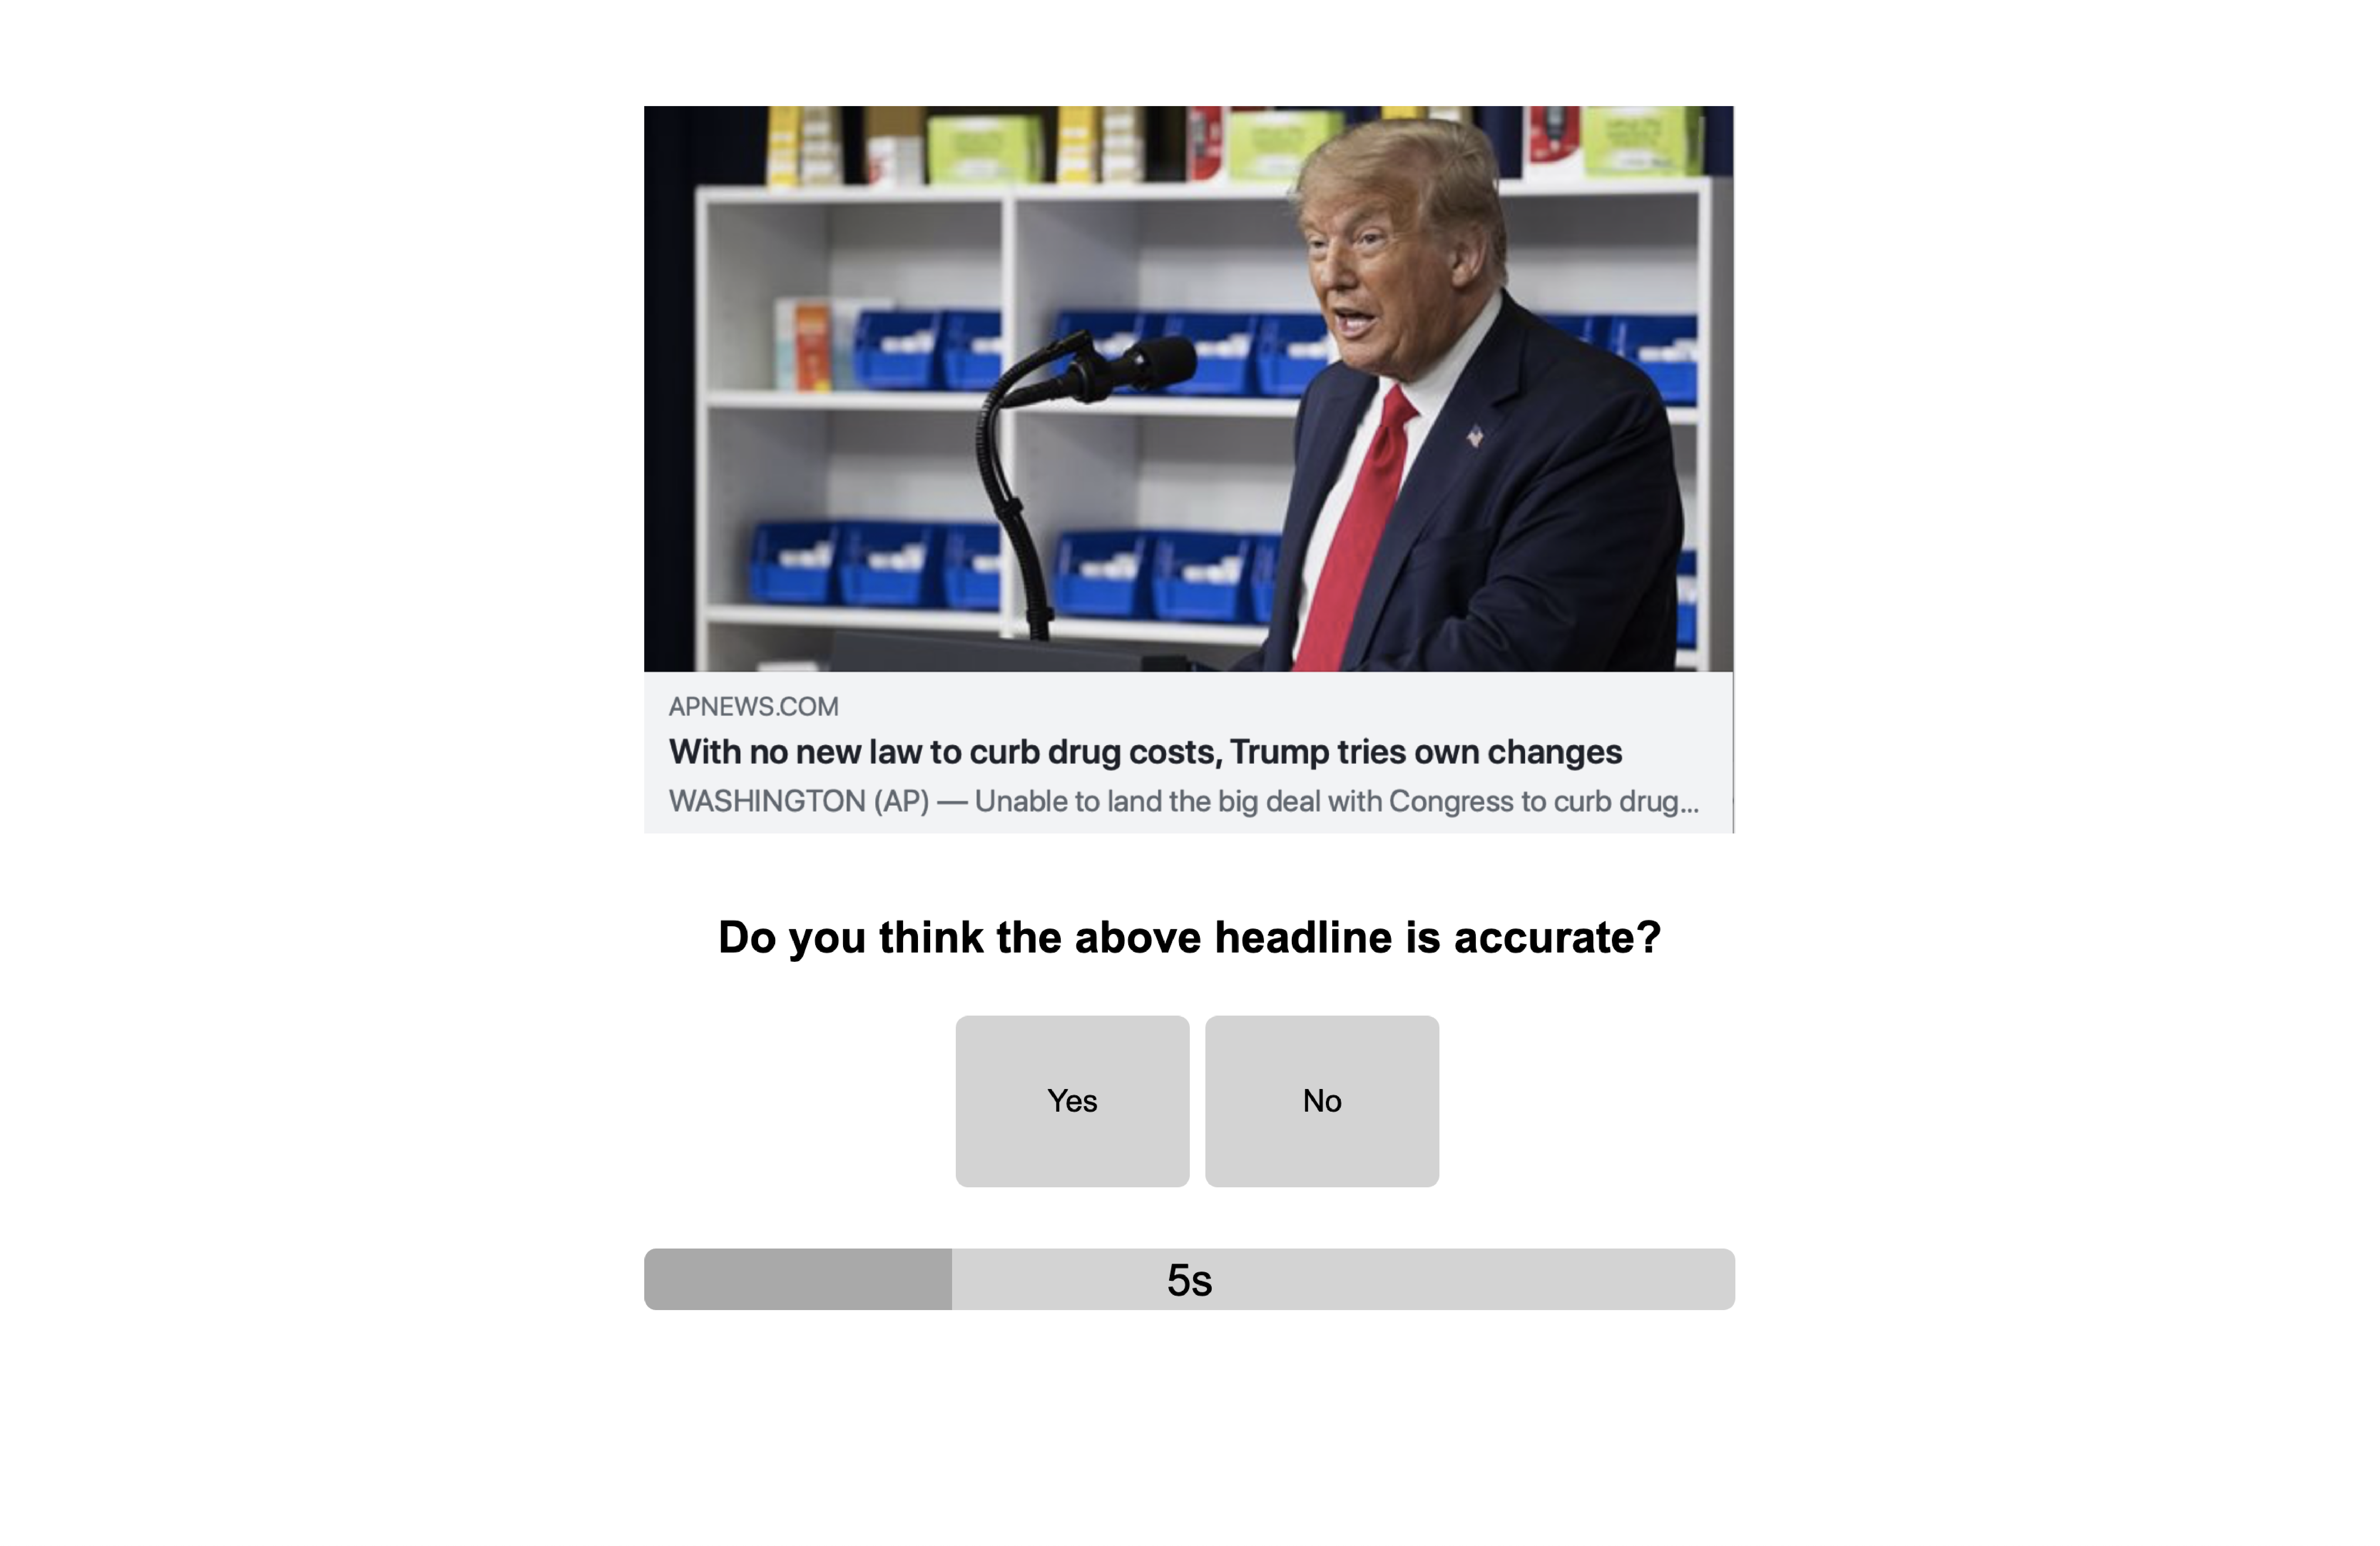 APNEWS.COM
With no new law to curb drug costs, Trump tries own changes
WASHINGTON (AP) — Unable to land the big deal with Congress to curb drug...
Do you think the above headline is accurate?
Yes
No
5s